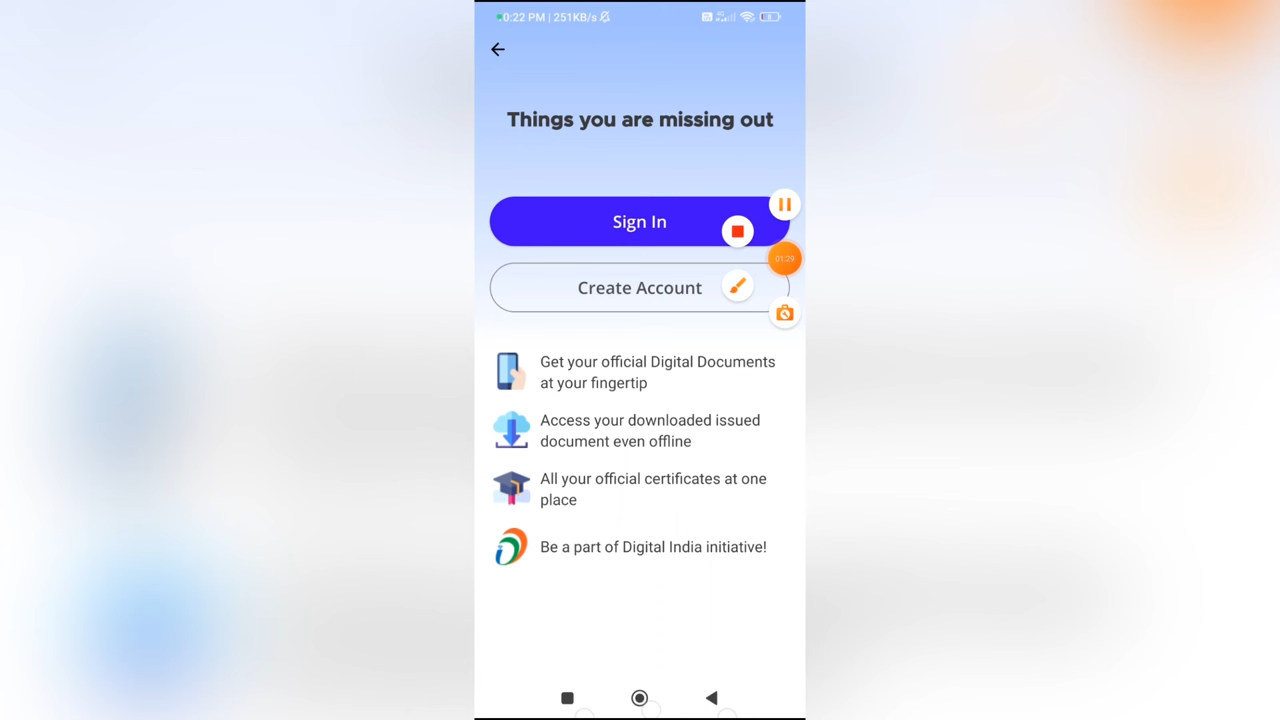 0:22 PM | 251KB/s
Things you are missing out
Sign In
01:29
Create Account
Get your official Digital Documents
at your fingertip
Access your downloaded issued
document even offline
All your official certificates at one
place
Be a part of Digital India initiative!